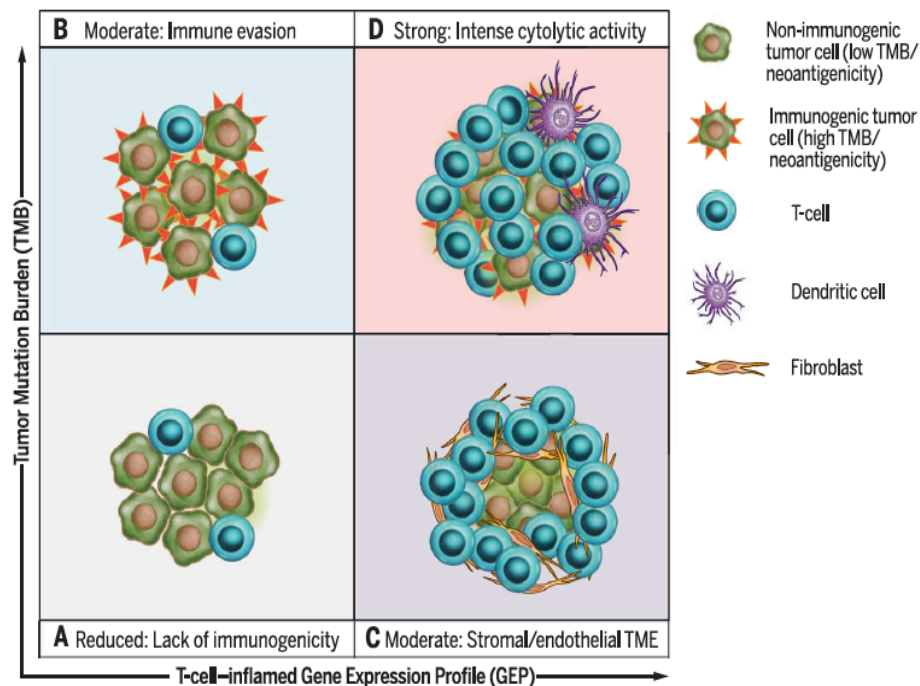 B Moderate: Immune evasion
D Strong: Intense cytolytic activity
Non-immunogenic
tumor cell (low TMB/
neoantigenicity)
Immunogenic tumor
cell (high TMB/
neoantigenicity)
T-cell
Dendritic cell
Fibroblast
Tumor Mutation Burden (TMB)
A Reduced: Lack of immunogenicity
C Moderate: Stromal/endothelial TME
T-cell–inflamed Gene Expression Profile (GEP)